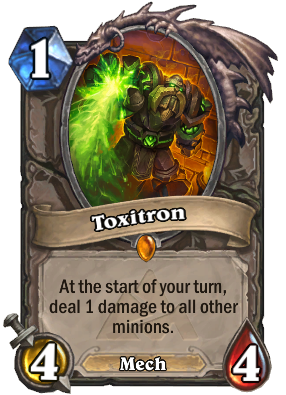 1
Toxitron
At the start of your turn,
deal 1 damage to all other
minions.
4
Mech
4